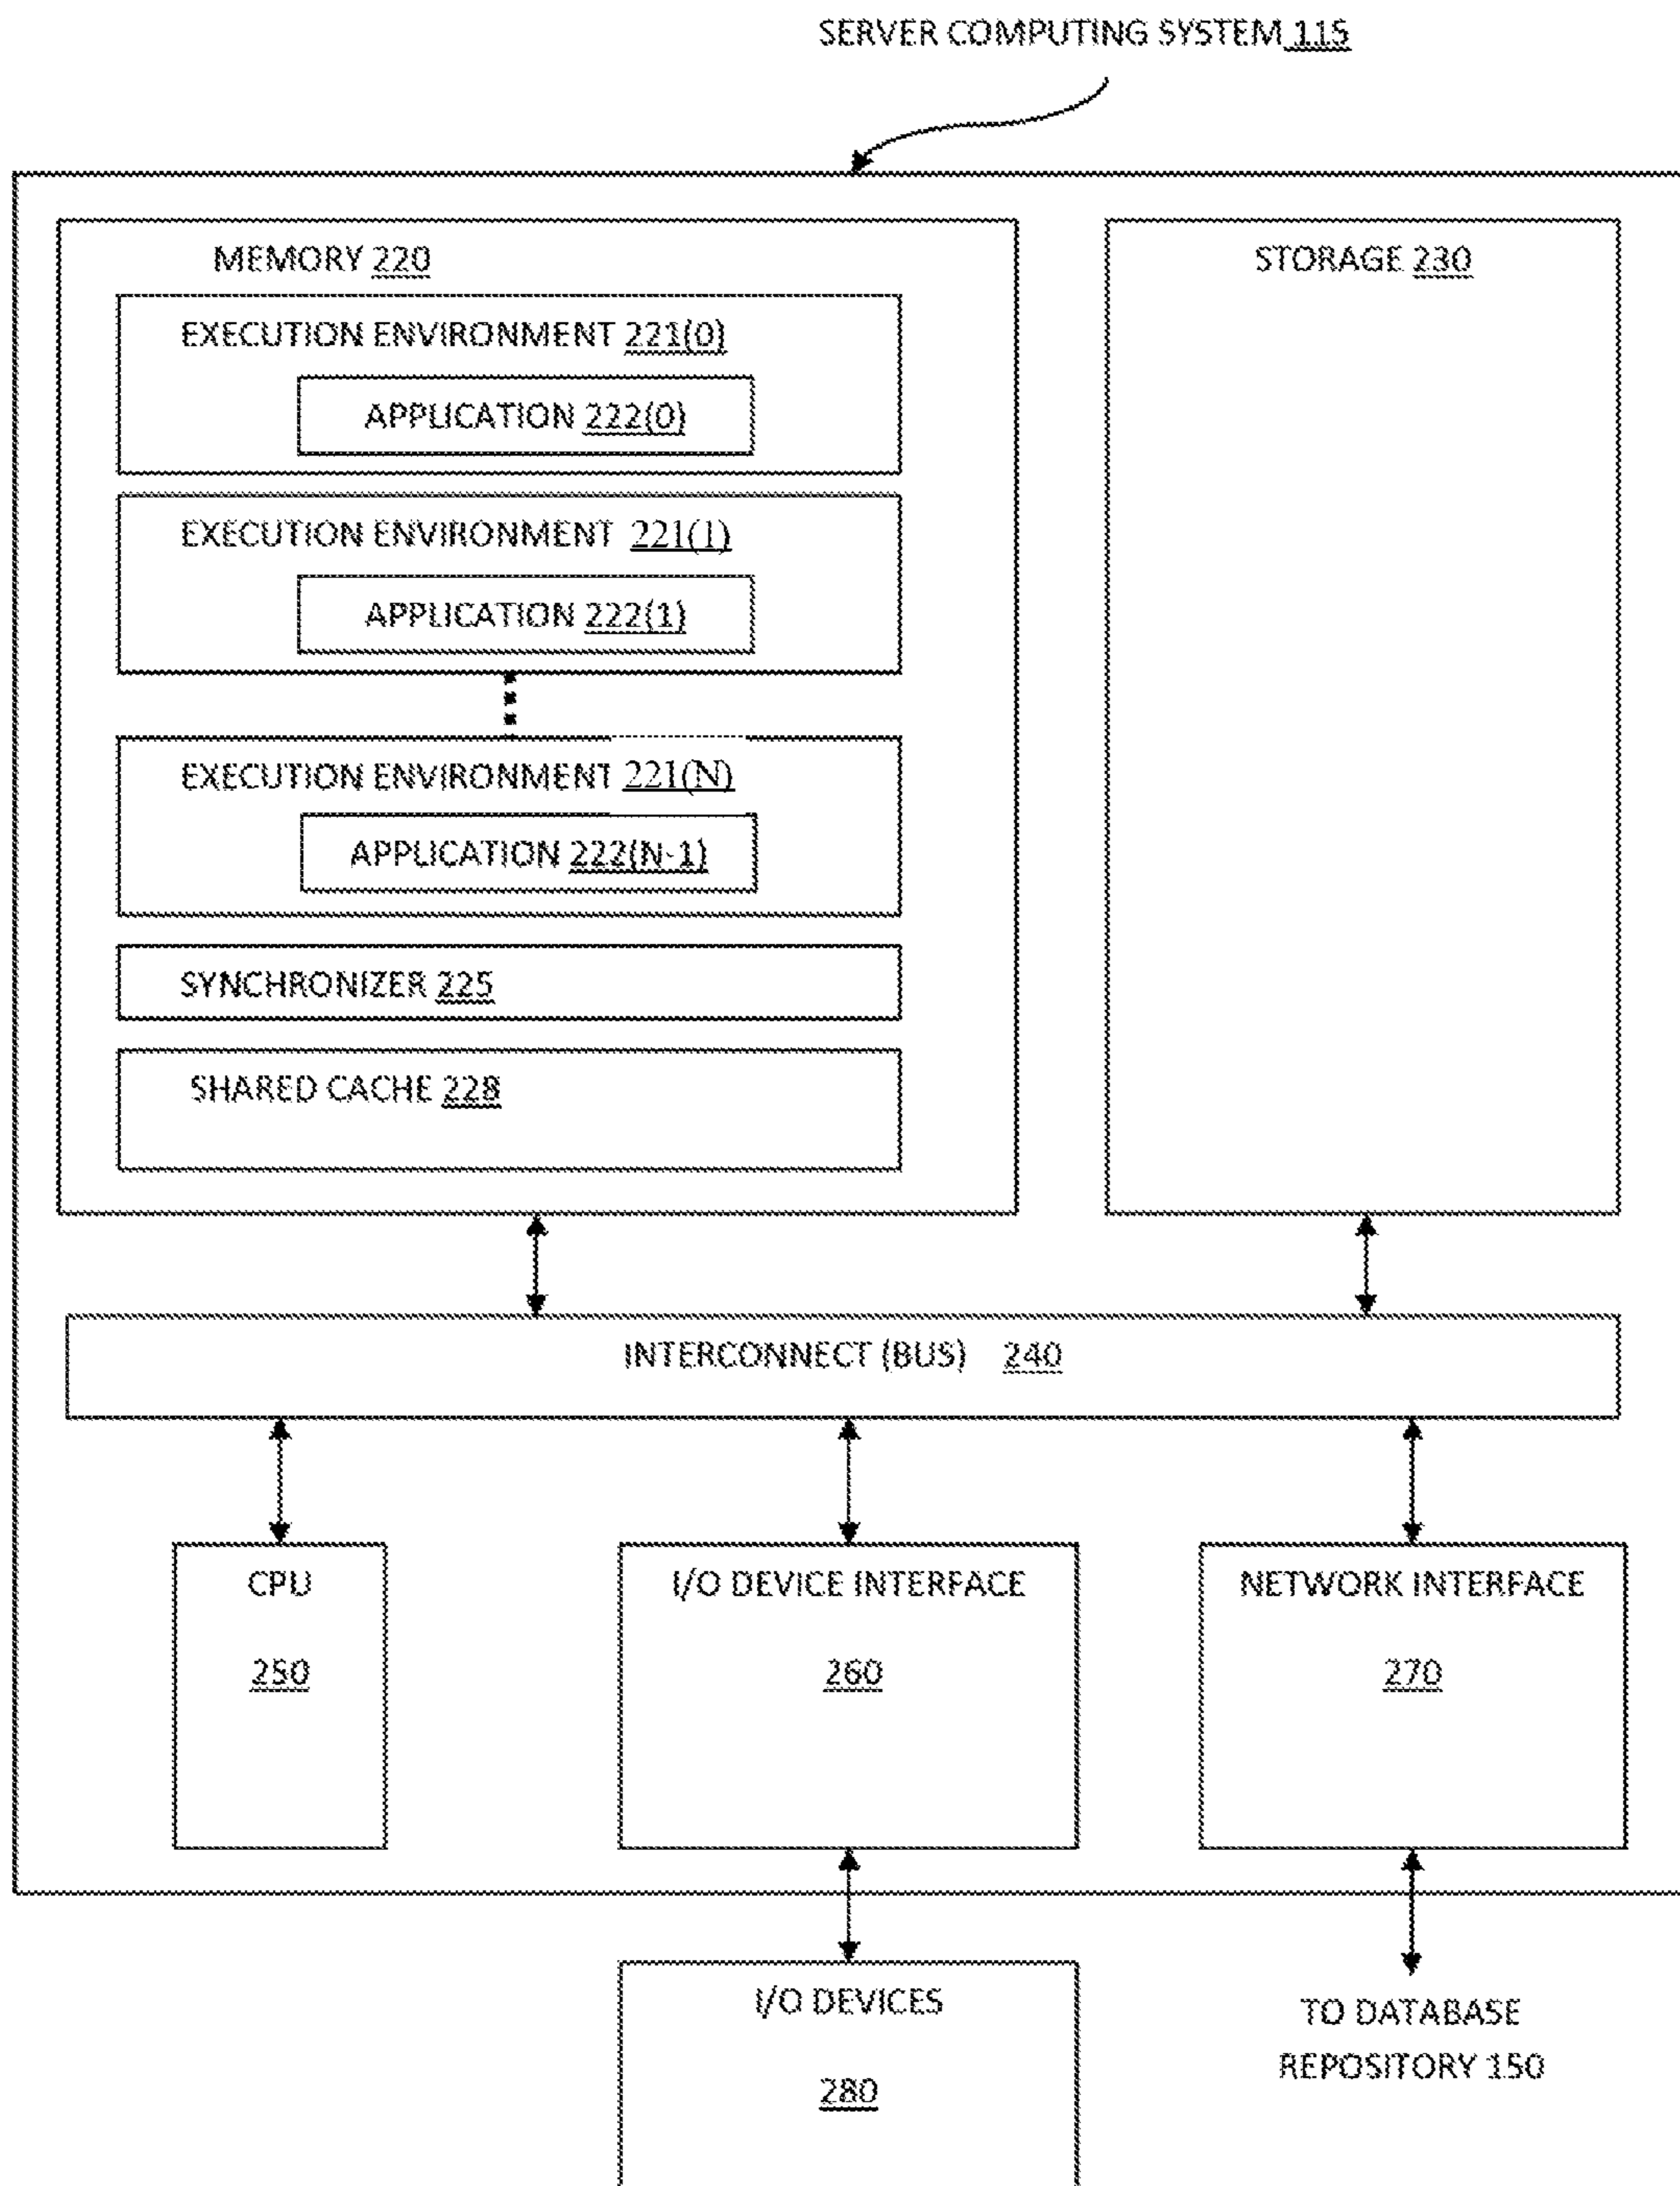 SERVER COMPUTING SYSTEM 115
MEMORY 220
EXECUTION ENVIRONMENT 221(0)
APPLICATION 222(0)
EXECUTION ENVIRONMENT 221(1)
APPLICATION 222(1)
EXECUTION ENVIRONMENT 221(N)
APPLICATION 222(N-1)
SYNCHRONIZER 225
SHARED CACHE 228
STORAGE 230
INTERCONNECT (BUS) 240
CPU
250
I/O DEVICE INTERFACE
260
NETWORK INTERFACE
270
I/O DEVICES
280
TO DATABASE
REPOSITORY 150